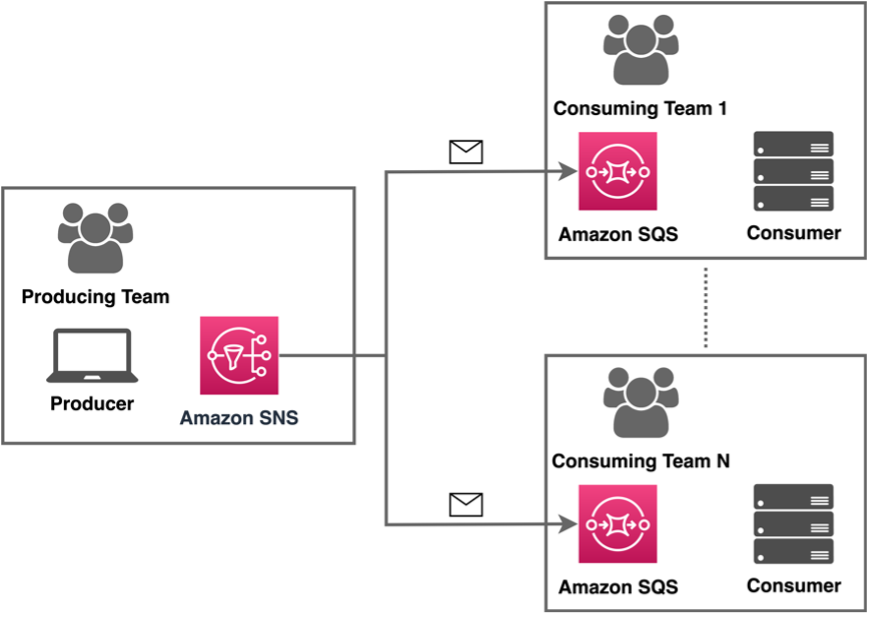 Consuming Team 1
Amazon SQS
Consumer
Producing Team
Producer
Amazon SNS
Consuming Team N
Amazon SQS
Consumer